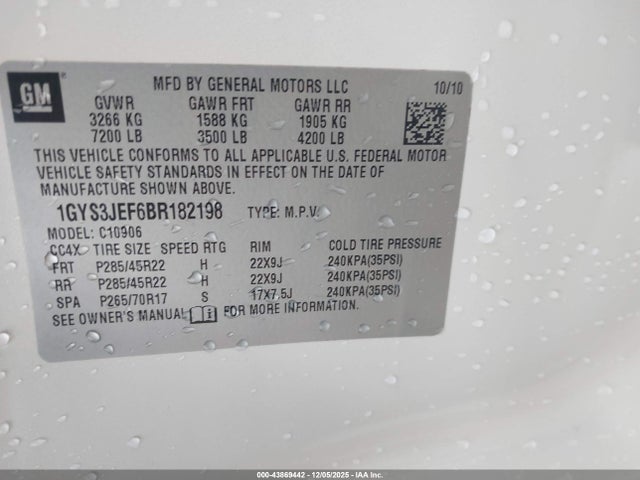 GM
MFD BY GENERAL MOTORS LLC 10/10
GVWR GAWR FRT GAWR RR
3266 KG 1588 KG 1905 KG
7200 LB 3500 LB 4200 LB
THIS VEHICLE CONFORMS TO ALL APPLICABLE U.S. FEDERAL MOTOR
VEHICLE SAFETY STANDARDS IN EFFECT ON THE DATE OF
MANUFACTURE SHOWN ABOVE.
1GYS3JEF6BR182198 TYPE: M.P.V.
MODEL: C10906
CC4X TIRE SIZE SPEED RTG RIM COLD TIRE PRESSURE
FRT P285/45R22 H 22X9J 240KPA(35PSI)
RR P285/45R22 H 22X9J 240KPA(35PSI)
SPA P265/70R17 S 17X7.5J 240KPA(35PSI)
SEE OWNER'S MANUAL FOR MORE INFORMATION.
000-43869442 - 12/05/2025 - IAA Inc.